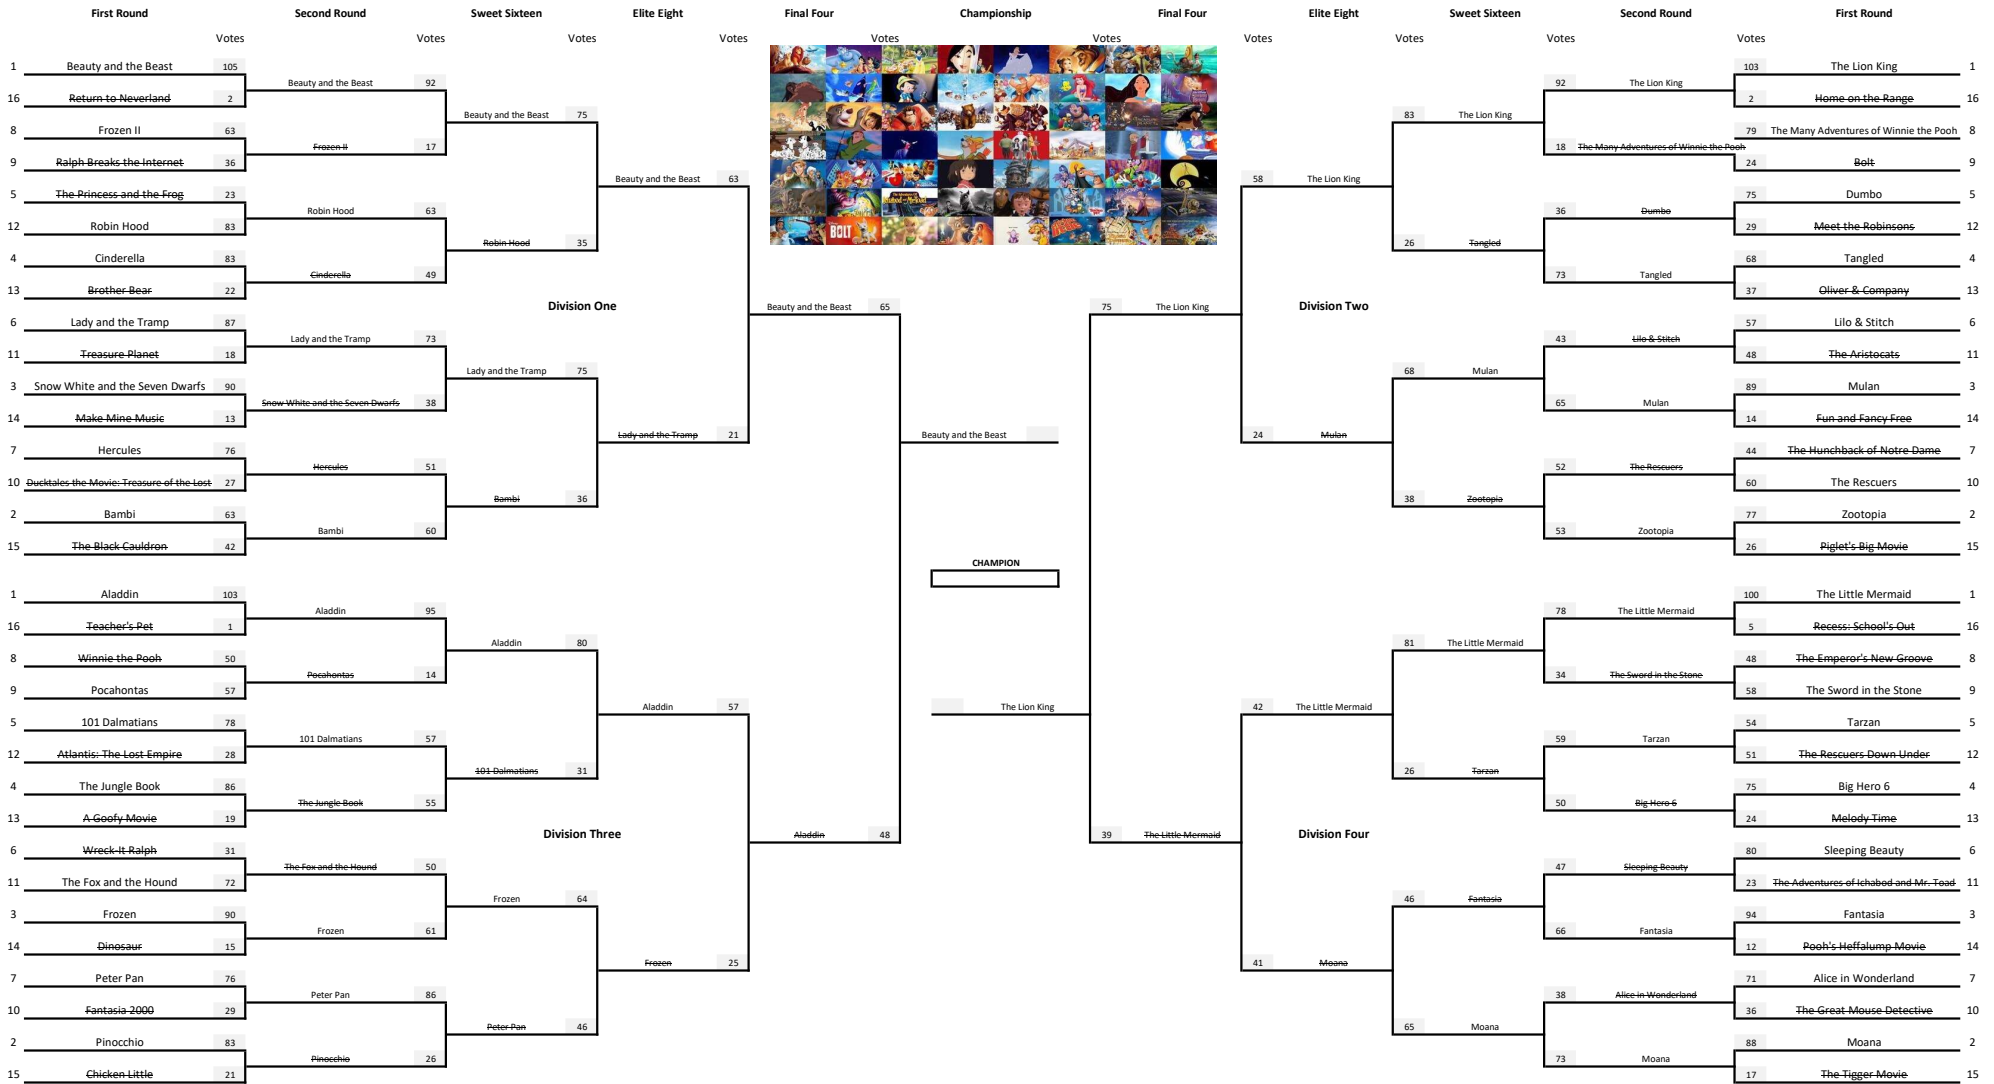 First Round Second Round Sweet Sixteen Elite Eight Final Four Championship Final Four Elite Eight Sweet Sixteen Second Round First Round
Votes Votes Votes Votes Votes Votes Votes Votes Votes Votes
1 Beauty and the Beast 105
16 Return to Neverland 2
8 Frozen II 63
9 Ralph Breaks the Internet 36
5 The Princess and the Frog 23
12 Robin Hood 83
4 Cinderella 83
13 Brother Bear 22
6 Lady and the Tramp 87
11 Treasure Planet 18
3 Snow White and the Seven Dwarfs 90
14 Make Mine Music 13
7 Hercules 76
10 Ducktales the Movie: Treasure of the Lost 27
2 Bambi 63
15 The Black Cauldron 42
Beauty and the Beast 92
Frozen II 17
Robin Hood 63
Cinderella 49
Lady and the Tramp 73
Snow White and the Seven Dwarfs 38
Hercules 51
Bambi 60
Beauty and the Beast 75
Robin Hood 35
Division One
Lady and the Tramp 75
Bambi 36
Beauty and the Beast 63
Lady and the Tramp 21
1 Aladdin 103
16 Teacher's Pet 1
8 Winnie the Pooh 50
9 Pocahontas 57
5 101 Dalmatians 78
12 Atlantis: The Lost Empire 28
4 The Jungle Book 86
13 A Goofy Movie 19
6 Wreck-It Ralph 31
11 The Fox and the Hound 72
3 Frozen 90
14 Dinosaur 15
7 Peter Pan 76
10 Fantasia 2000 29
2 Pinocchio 83
15 Chicken Little 21
Aladdin 95
Pocahontas 14
101 Dalmatians 57
The Jungle Book 55
The Fox and the Hound 50
Frozen 61
Peter Pan 86
Pinocchio 26
Aladdin 80
101 Dalmatians 31
Division Three
Frozen 64
Peter Pan 46
Aladdin 57
Frozen 25
Beauty and the Beast 65
Aladdin 48
BOLT
Beauty and the Beast
CHAMPION
The Lion King
75 The Lion King
39 The Little Mermaid
58 The Lion King
24 Mulan
83 The Lion King
26 Tangled
Division Two
68 Mulan
38 Zootopia
92 The Lion King
18 The Many Adventures of Winnie the Pooh
36 Dumbo
73 Tangled
43 Lilo & Stitch
65 Mulan
52 The Rescuers
53 Zootopia
103 The Lion King 1
2 Home on the Range 16
79 The Many Adventures of Winnie the Pooh 8
24 Bolt 9
75 Dumbo 5
29 Meet the Robinsons 12
68 Tangled 4
37 Oliver & Company 13
57 Lilo & Stitch 6
48 The Aristocats 11
89 Mulan 3
14 Fun and Fancy Free 14
44 The Hunchback of Notre Dame 7
60 The Rescuers 10
77 Zootopia 2
26 Piglet's Big Movie 15
42 The Little Mermaid
41 Moana
81 The Little Mermaid
26 Tarzan
Division Four
46 Fantasia
65 Moana
78 The Little Mermaid
34 The Sword in the Stone
59 Tarzan
50 Big Hero 6
47 Sleeping Beauty
66 Fantasia
38 Alice in Wonderland
73 Moana
100 The Little Mermaid 1
5 Recess: School's Out 16
48 The Emperor's New Groove 8
58 The Sword in the Stone 9
54 Tarzan 5
51 The Rescuers Down Under 12
75 Big Hero 6 4
24 Melody Time 13
80 Sleeping Beauty 6
23 The Adventures of Ichabod and Mr. Toad 11
94 Fantasia 3
12 Pooh's Heffalump Movie 14
71 Alice in Wonderland 7
36 The Great Mouse Detective 10
88 Moana 2
17 The Tigger Movie 15